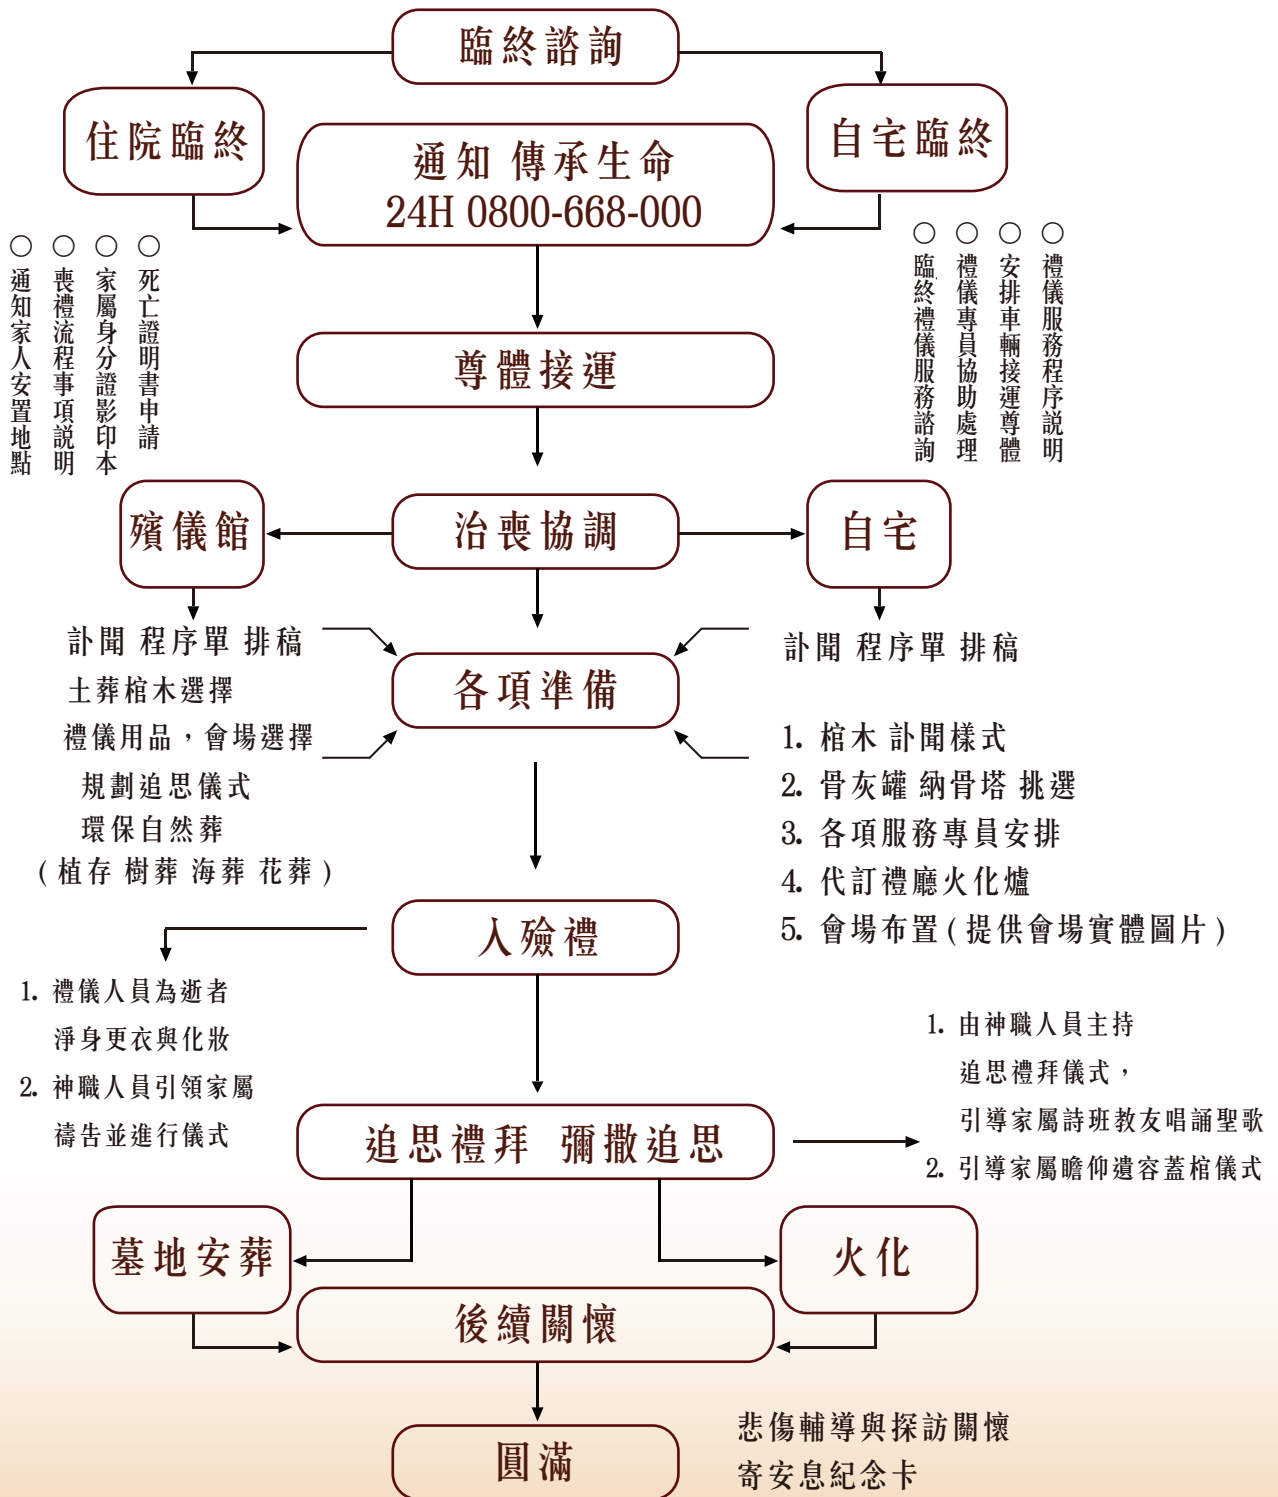 臨終諮詢
住院臨終
自宅臨終
通知 傳承生命
24H 0800-668-000
○死亡證明書申請
○家屬身分證影印本
○喪禮流程事項說明
○通知家人安置地點
○禮儀服務程序說明
○安排車輛接運尊體
○禮儀專員協助處理
○臨終禮儀服務諮詢
尊體接運
殯儀館
治喪協調
自宅
訃聞 程序單 排稿
土葬棺木選擇
禮儀用品，會場選擇
規劃追思儀式
環保自然葬
(植存 樹葬 海葬 花葬)
各項準備
訃聞 程序單 排稿
1. 棺木 訃聞樣式
2. 骨灰罐 納骨塔 挑選
3. 各項服務專員安排
4. 代訂禮廳火化爐
5. 會場布置(提供會場實體圖片)
入殮禮
1. 禮儀人員為逝者
淨身更衣與化妝
2. 神職人員引領家屬
禱告並進行儀式
追思禮拜 彌撒追思
1. 由神職人員主持
追思禮拜儀式，
引導家屬詩班教友唱誦聖歌
2. 引導家屬瞻仰遺容蓋棺儀式
墓地安葬
火化
後續關懷
圓滿
悲傷輔導與探訪關懷
寄安息紀念卡